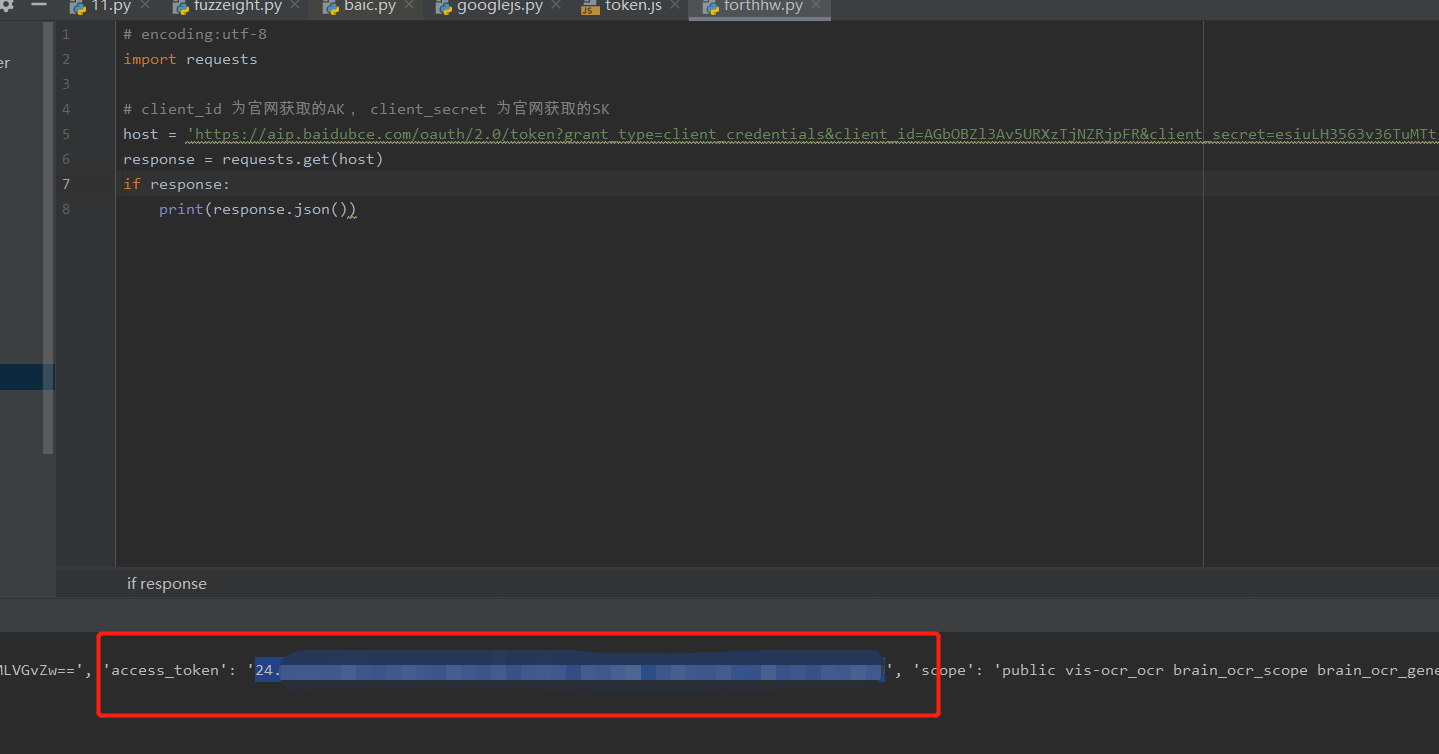 11.py fuzzeight.py baic.py googlejs.py token.js forthhw.py
er
1 # encoding:utf-8
2 import requests
3
4 # client_id 为官网获取的AK, client_secret 为官网获取的SK
5 host = 'https://aip.baidubce.com/oauth/2.0/token?grant_type=client_credentials&client_id=AGbOBZl3Av5URXzTjNZRjpFR&client_secret=esiuLH3563v36TuMTt
6 response = requests.get(host)
7 if response:
8 print(response.json())
if response
MLVGvZw==', 'access_token': '24. ', 'scope': 'public vis-ocr_ocr brain_ocr_scope brain_ocr_gene